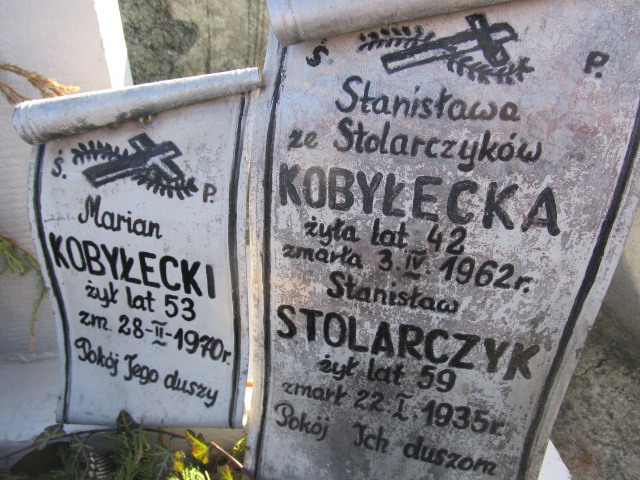 Ś. P.
Marian
KOBYŁECKI
żył lat 53
zm. 28-II-1970r.
Pokój Jego duszy
Ś. P.
Stanisława
ze Stolarczyków
KOBYŁECKA
żyła lat 42
zmarła 3.IV.1962r.
Stanisław
STOLARCZYK
żył lat 59
zmarł 22.I.1935r.
Pokój Ich duszom